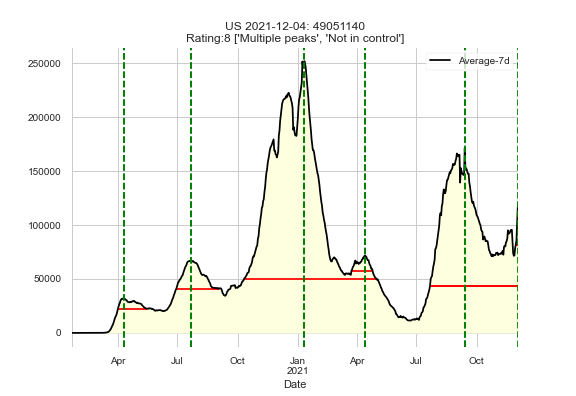 US 2021-12-04: 49051140
Rating:8 ['Multiple peaks', 'Not in control']
Average-7d
250000
200000
150000
100000
50000
0
Apr Jul Oct Jan Apr Jul Oct
2021
Date